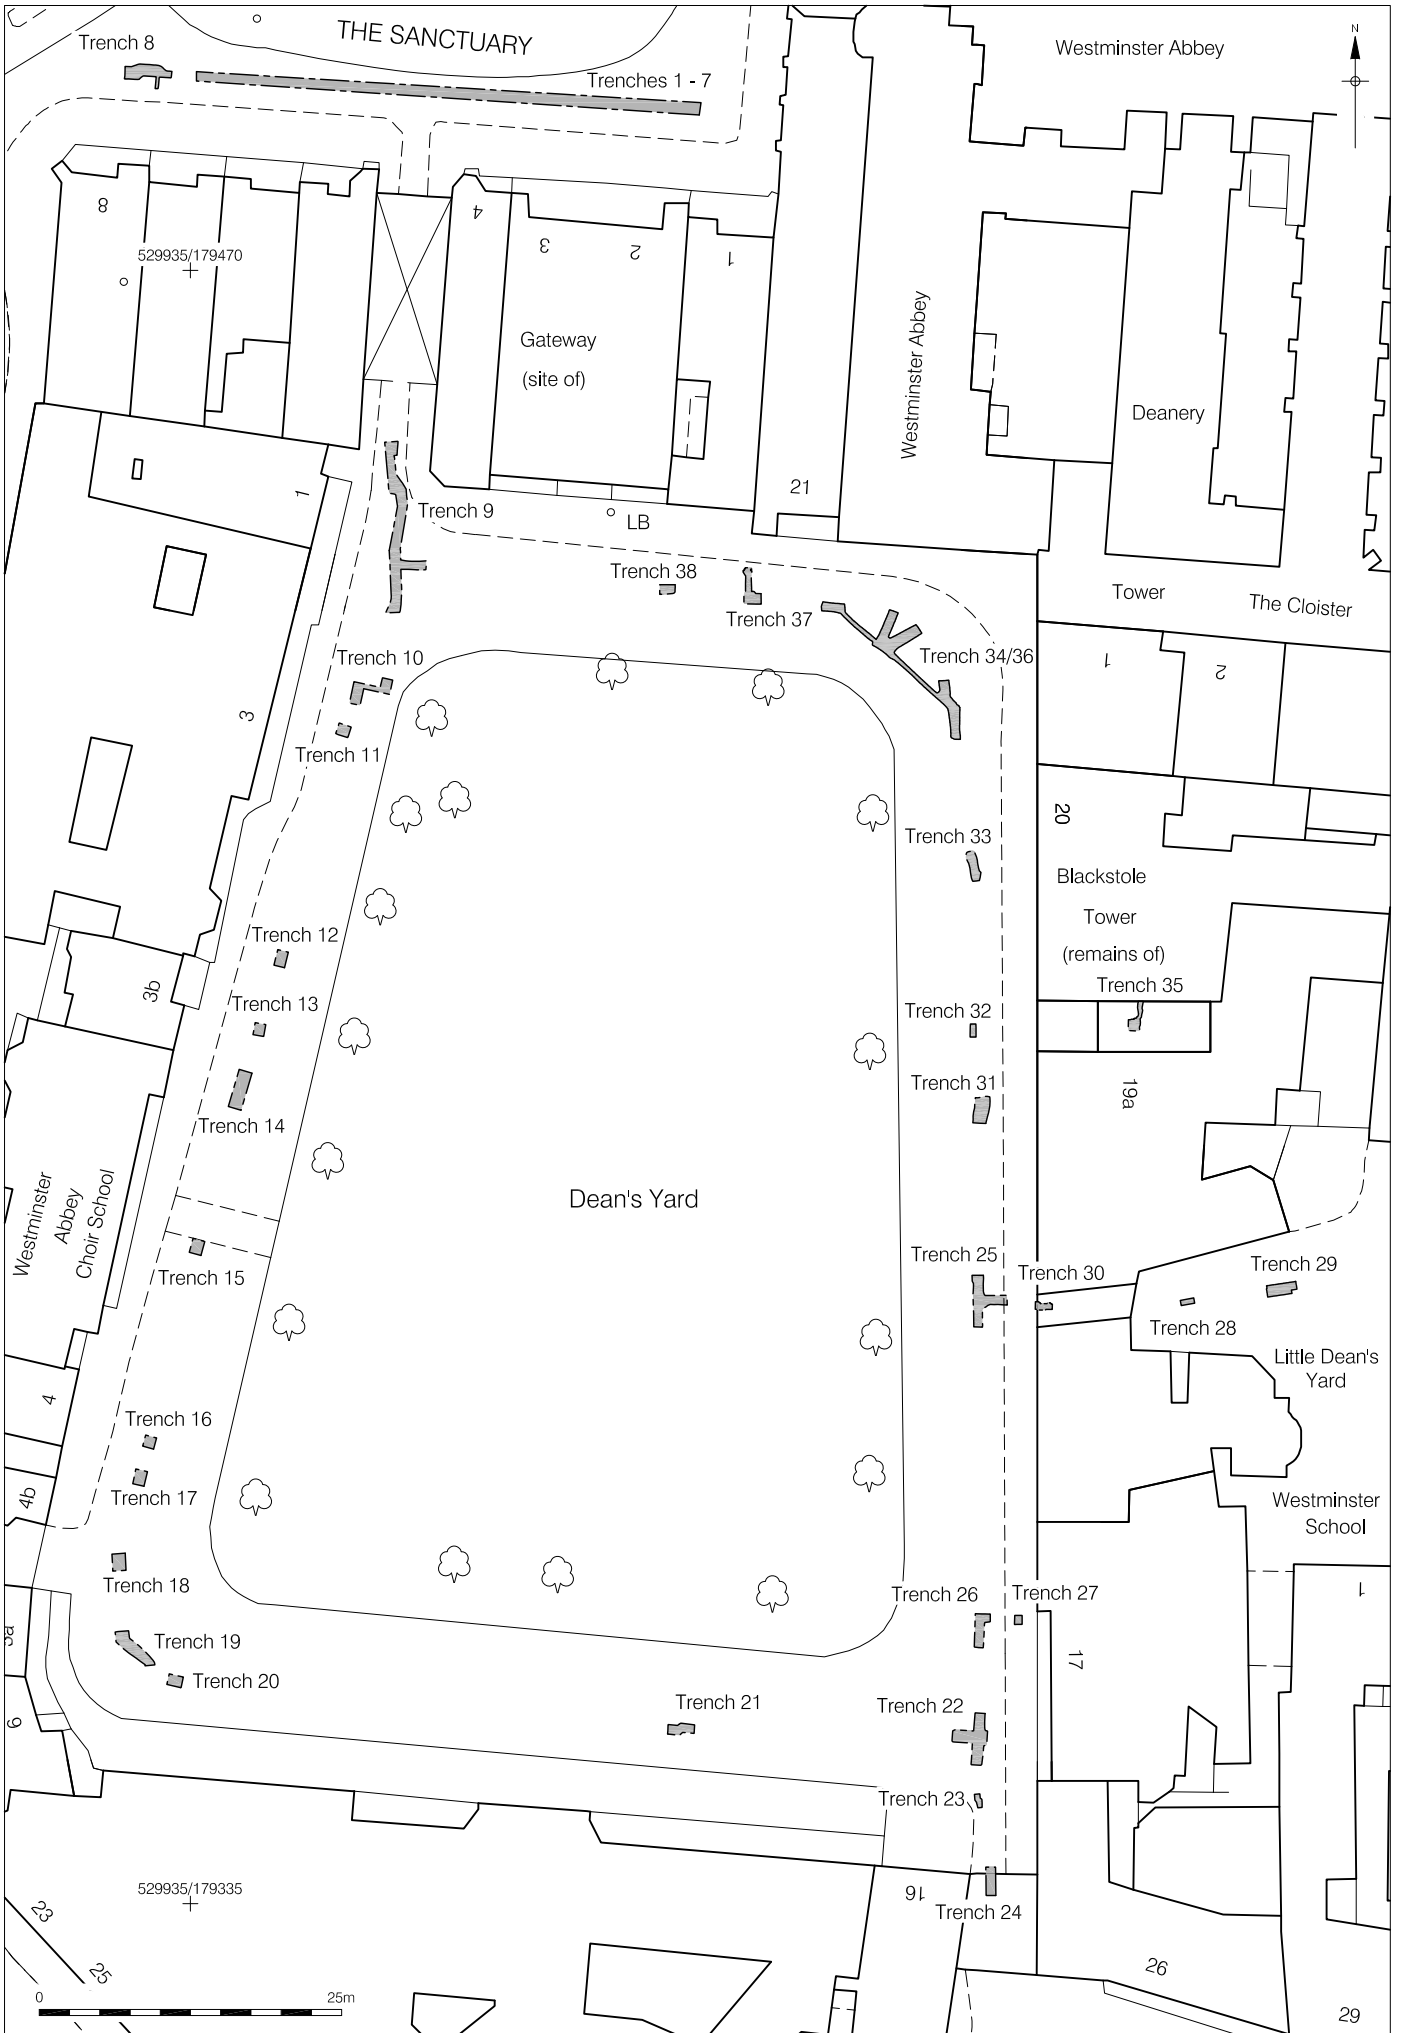 THE SANCTUARY
Trench 8
Trenches 1 - 7
Westminster Abbey
N
8
4
3
2
1
529935/179470
Gateway
(site of)
Westminster Abbey
Deanery
21
1
Trench 9
LB
Trench 38
Trench 37
Tower
The Cloister
Trench 34/36
1
2
Trench 10
3
Trench 11
20
Trench 33
Blackstole
Tower
(remains of)
Trench 35
Trench 12
3b
Trench 13
Trench 32
Trench 31
19a
Trench 14
Westminster
Abbey
Choir School
Dean's Yard
Trench 15
Trench 25
Trench 30
Trench 29
Trench 28
Little Dean's
Yard
4
Trench 16
4b
Trench 17
Westminster
School
Trench 18
Trench 26
Trench 27
1
5a
Trench 19
17
Trench 20
Trench 21
Trench 22
6
Trench 23
529935/179335
16
Trench 24
23
25
26
29
0
25m